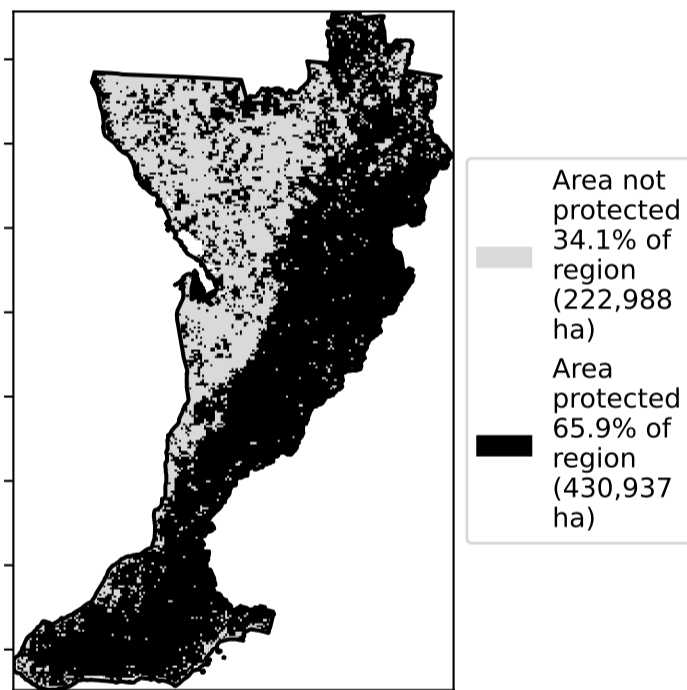 Area not
protected
34.1% of
region
(222,988
ha)
Area
protected
65.9% of
region
(430,937
ha)